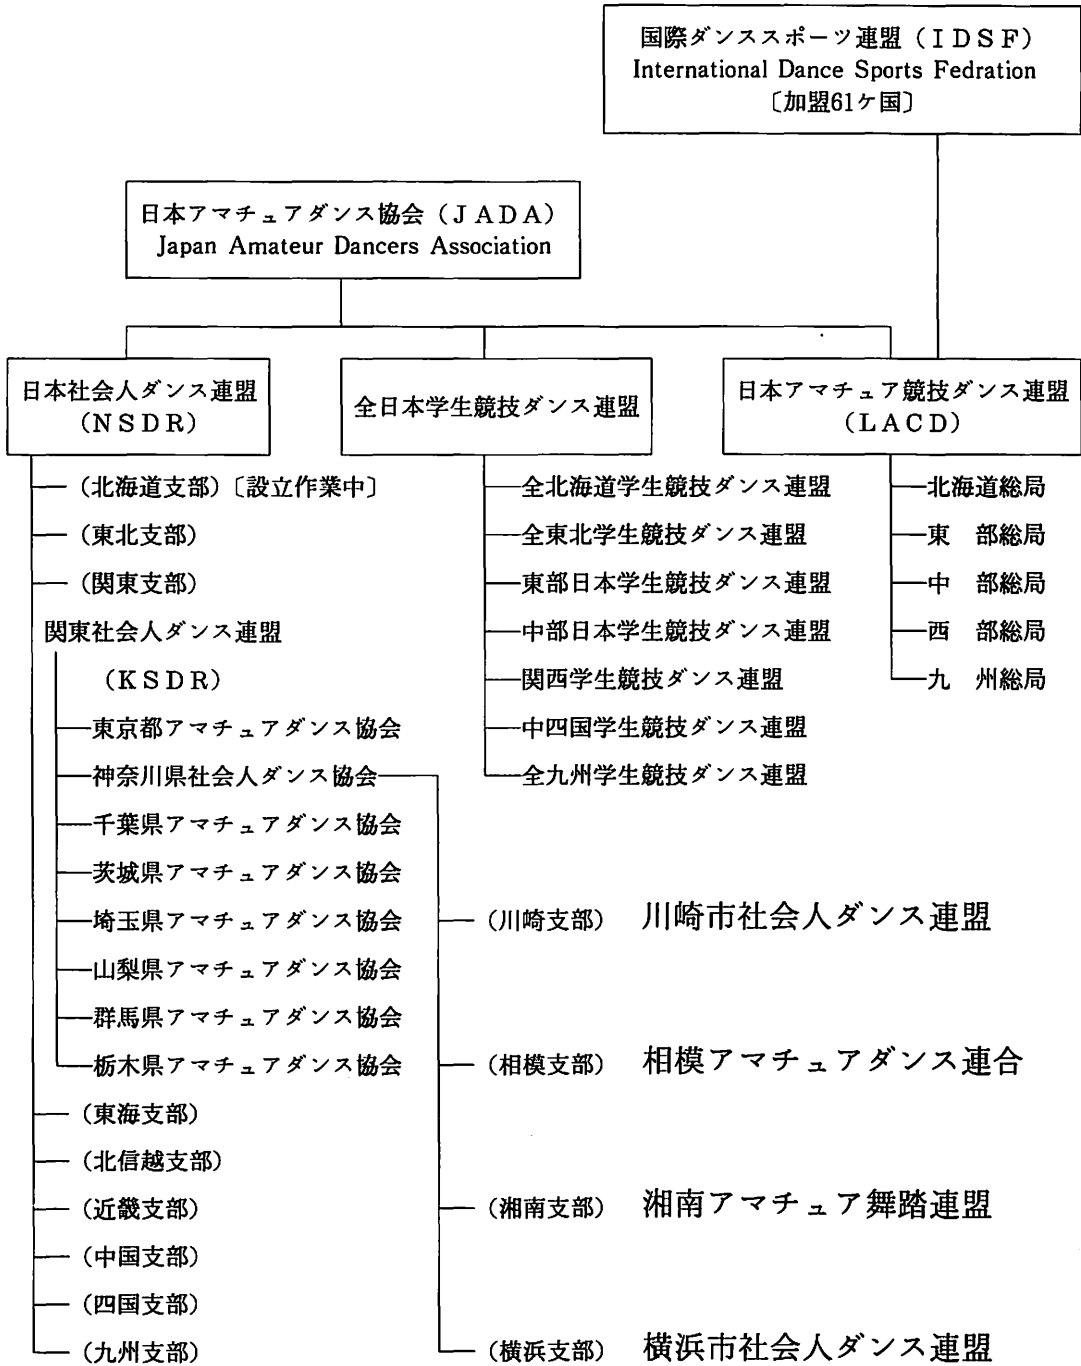 国際ダンススポーツ連盟(IDSF)
International Dance Sports Fedration
〔加盟61ケ国〕
日本アマチュアダンス協会(JADA)
Japan Amateur Dancers Association
日本社会人ダンス連盟
(NSDR)
全日本学生競技ダンス連盟
日本アマチュア競技ダンス連盟
(LACD)
(北海道支部)〔設立作業中〕
(東北支部)
(関東支部)
関東社会人ダンス連盟
(KSDR)
東京都アマチュアダンス協会
神奈川県社会人ダンス協会
千葉県アマチュアダンス協会
茨城県アマチュアダンス協会
埼玉県アマチュアダンス協会
山梨県アマチュアダンス協会
群馬県アマチュアダンス協会
栃木県アマチュアダンス協会
(東海支部)
(北信越支部)
(近畿支部)
(中国支部)
(四国支部)
(九州支部)
全北海道学生競技ダンス連盟
全東北学生競技ダンス連盟
東部日本学生競技ダンス連盟
中部日本学生競技ダンス連盟
関西学生競技ダンス連盟
中四国学生競技ダンス連盟
全九州学生競技ダンス連盟
北海道総局
東 部総局
中 部総局
西 部総局
九 州総局
(川崎支部) 川崎市社会人ダンス連盟
(相模支部) 相模アマチュアダンス連合
(湘南支部) 湘南アマチュア舞踏連盟
(横浜支部) 横浜市社会人ダンス連盟